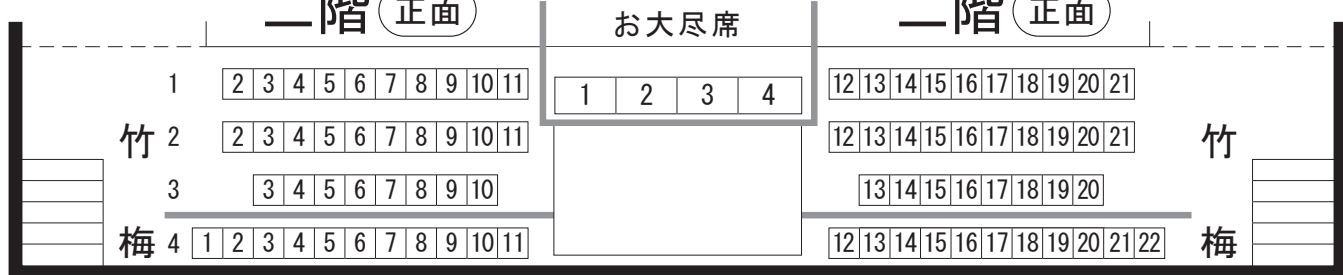 二階 正面 お大尽席 二階 正面
1 2 3 4 5 6 7 8 9 10 11 1 2 3 4 12 13 14 15 16 17 18 19 20 21
竹 2 2 3 4 5 6 7 8 9 10 11 12 13 14 15 16 17 18 19 20 21 竹
3 3 4 5 6 7 8 9 10 13 14 15 16 17 18 19 20
梅 4 1 2 3 4 5 6 7 8 9 10 11 12 13 14 15 16 17 18 19 20 21 22 梅